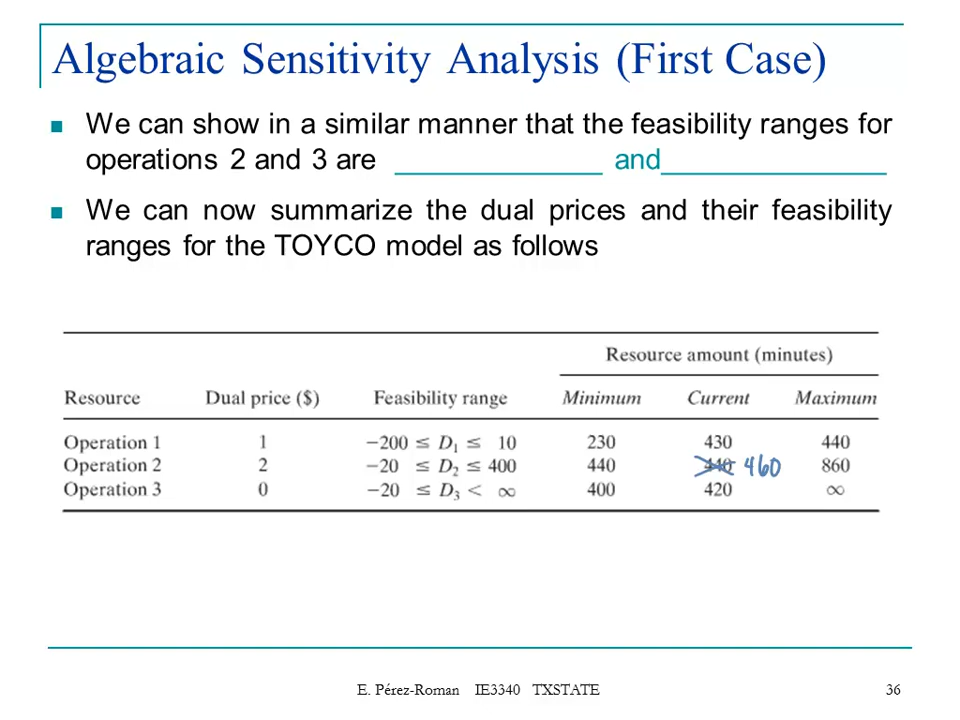 Algebraic Sensitivity Analysis (First Case)
We can show in a similar manner that the feasibility ranges for
operations 2 and 3 are _____________ and______________
We can now summarize the dual prices and their feasibility
ranges for the TOYCO model as follows
Resource amount (minutes)
Resource Dual price ($) Feasibility range Minimum Current Maximum
Operation 1 1 −200 ≤ D₁ ≤ 10 230 430 440
Operation 2 2 −20 ≤ D₂ ≤ 400 440 440 460 860
Operation 3 0 −20 ≤ D₃ < ∞ 400 420 ∞
E. Pérez-Roman IE3340 TXSTATE 36